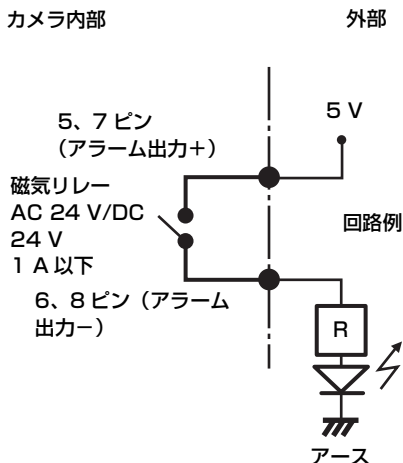 カメラ内部
外部
5、7 ピン
（アラーム出力＋）
5 V
磁気リレー
AC 24 V/DC
24 V
1 A 以下
回路例
6、8 ピン（アラーム
出力－）
R
アース